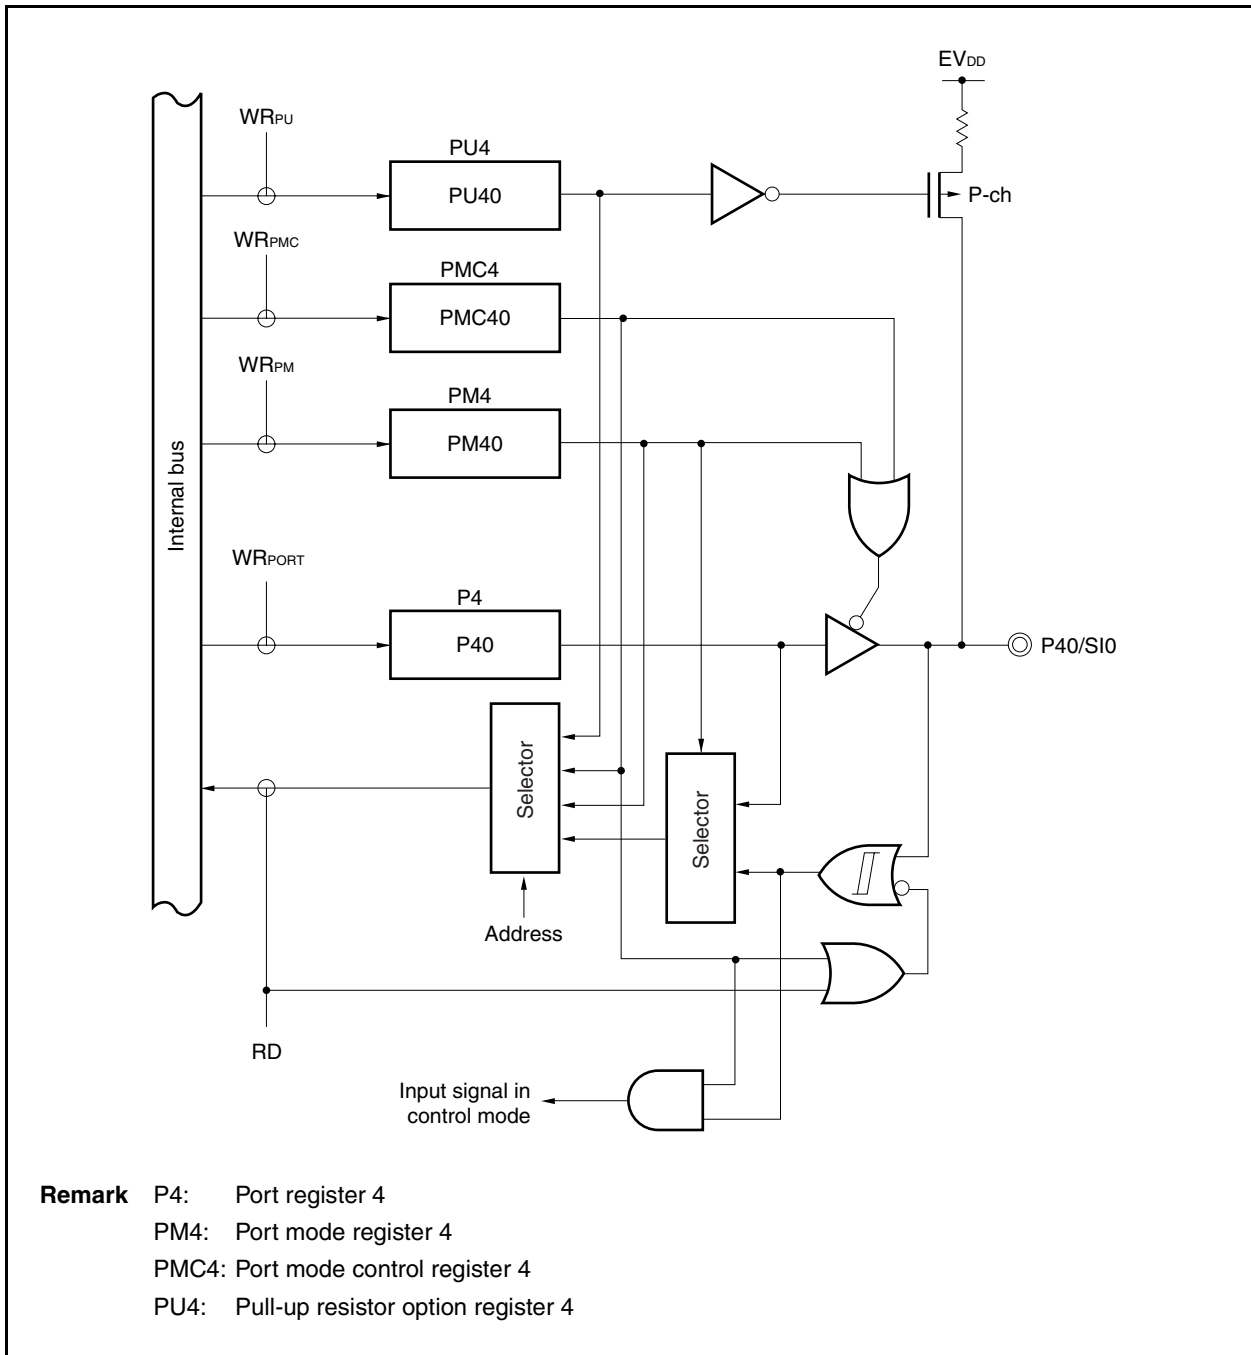 EVDD
WRPU
PU4
PU40
P-ch
WRPMC
PMC4
PMC40
WRPM
PM4
PM40
Internal bus
WRPORT
P4
P40
P40/SI0
Selector
Selector
Address
RD
Input signal in
control mode
Remark P4: Port register 4
PM4: Port mode register 4
PMC4: Port mode control register 4
PU4: Pull-up resistor option register 4